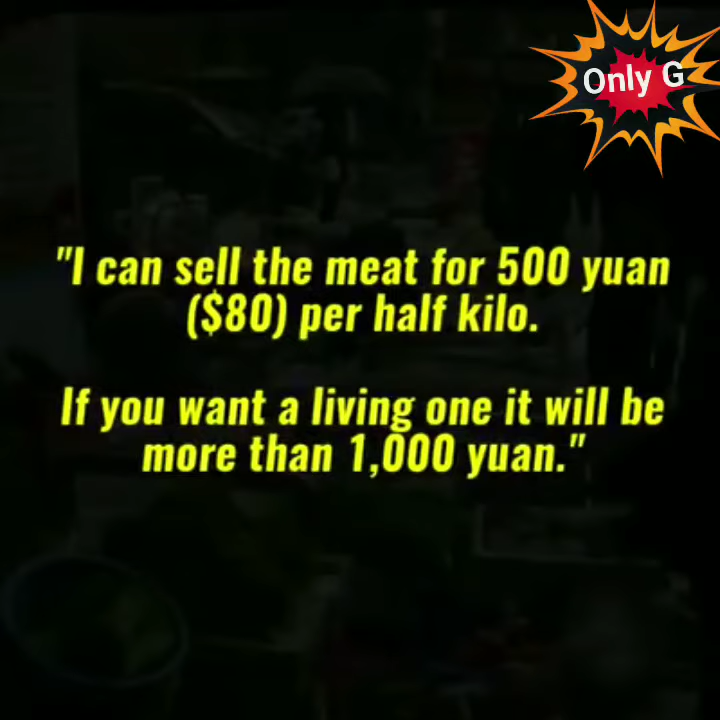 Only G
"I can sell the meat for 500 yuan
($80) per half kilo.
If you want a living one it will be
more than 1,000 yuan."